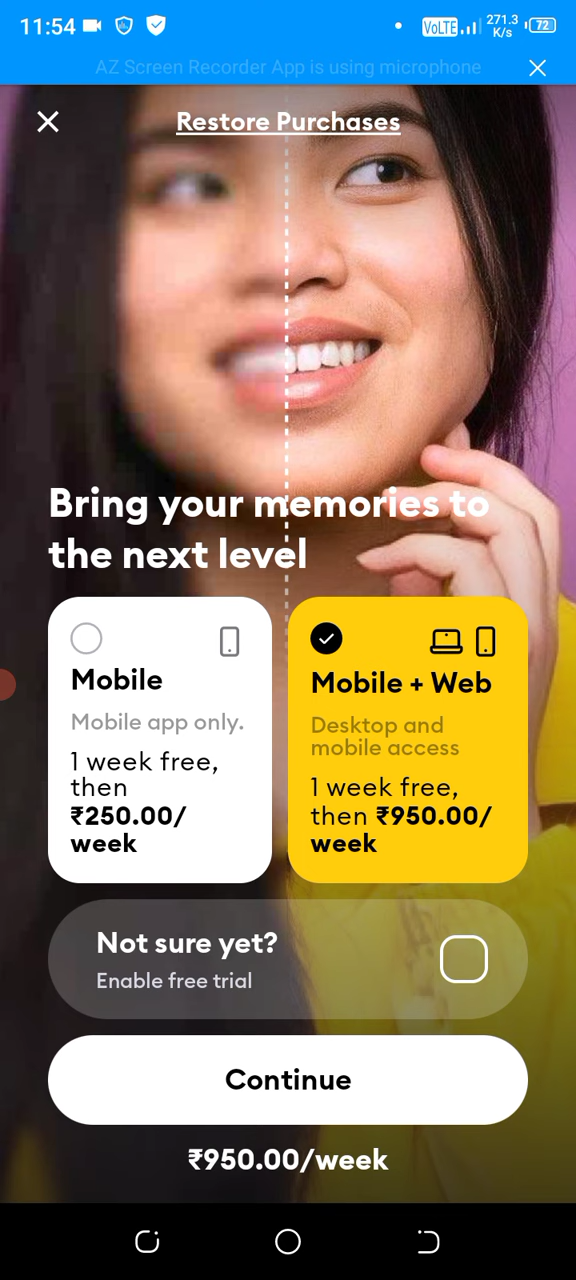 11:54
VoLTE
271.3
K/s
72
AZ Screen Recorder App is using microphone
Restore Purchases
Bring your memories to
the next level
Mobile
Mobile app only.
1 week free,
then
₹250.00/
week
Mobile + Web
Desktop and
mobile access
1 week free,
then ₹950.00/
week
Not sure yet?
Enable free trial
Continue
₹950.00/week